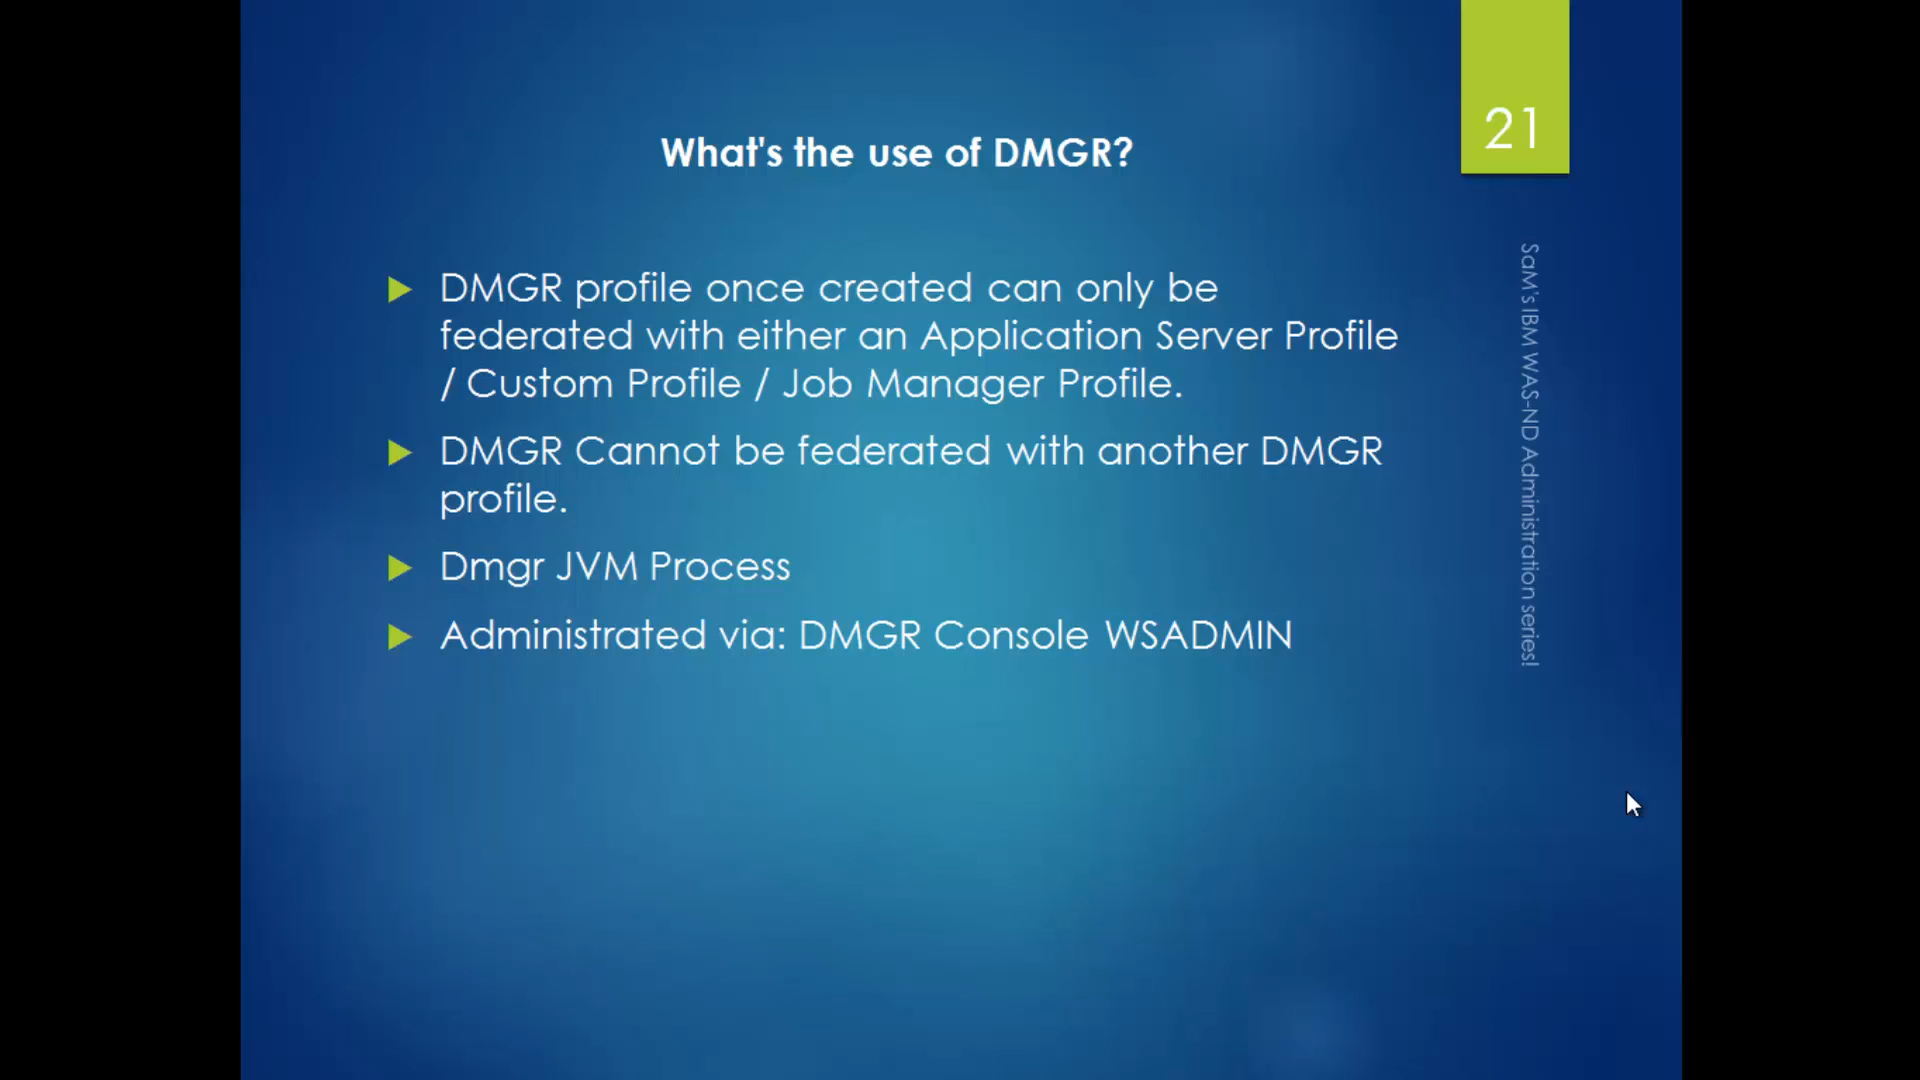 21
What's the use of DMGR?
DMGR profile once created can only be
federated with either an Application Server Profile
/ Custom Profile / Job Manager Profile.
DMGR Cannot be federated with another DMGR
profile.
Dmgr JVM Process
Administrated via: DMGR Console WSADMIN
SaM's IBM WAS-ND Administration series!